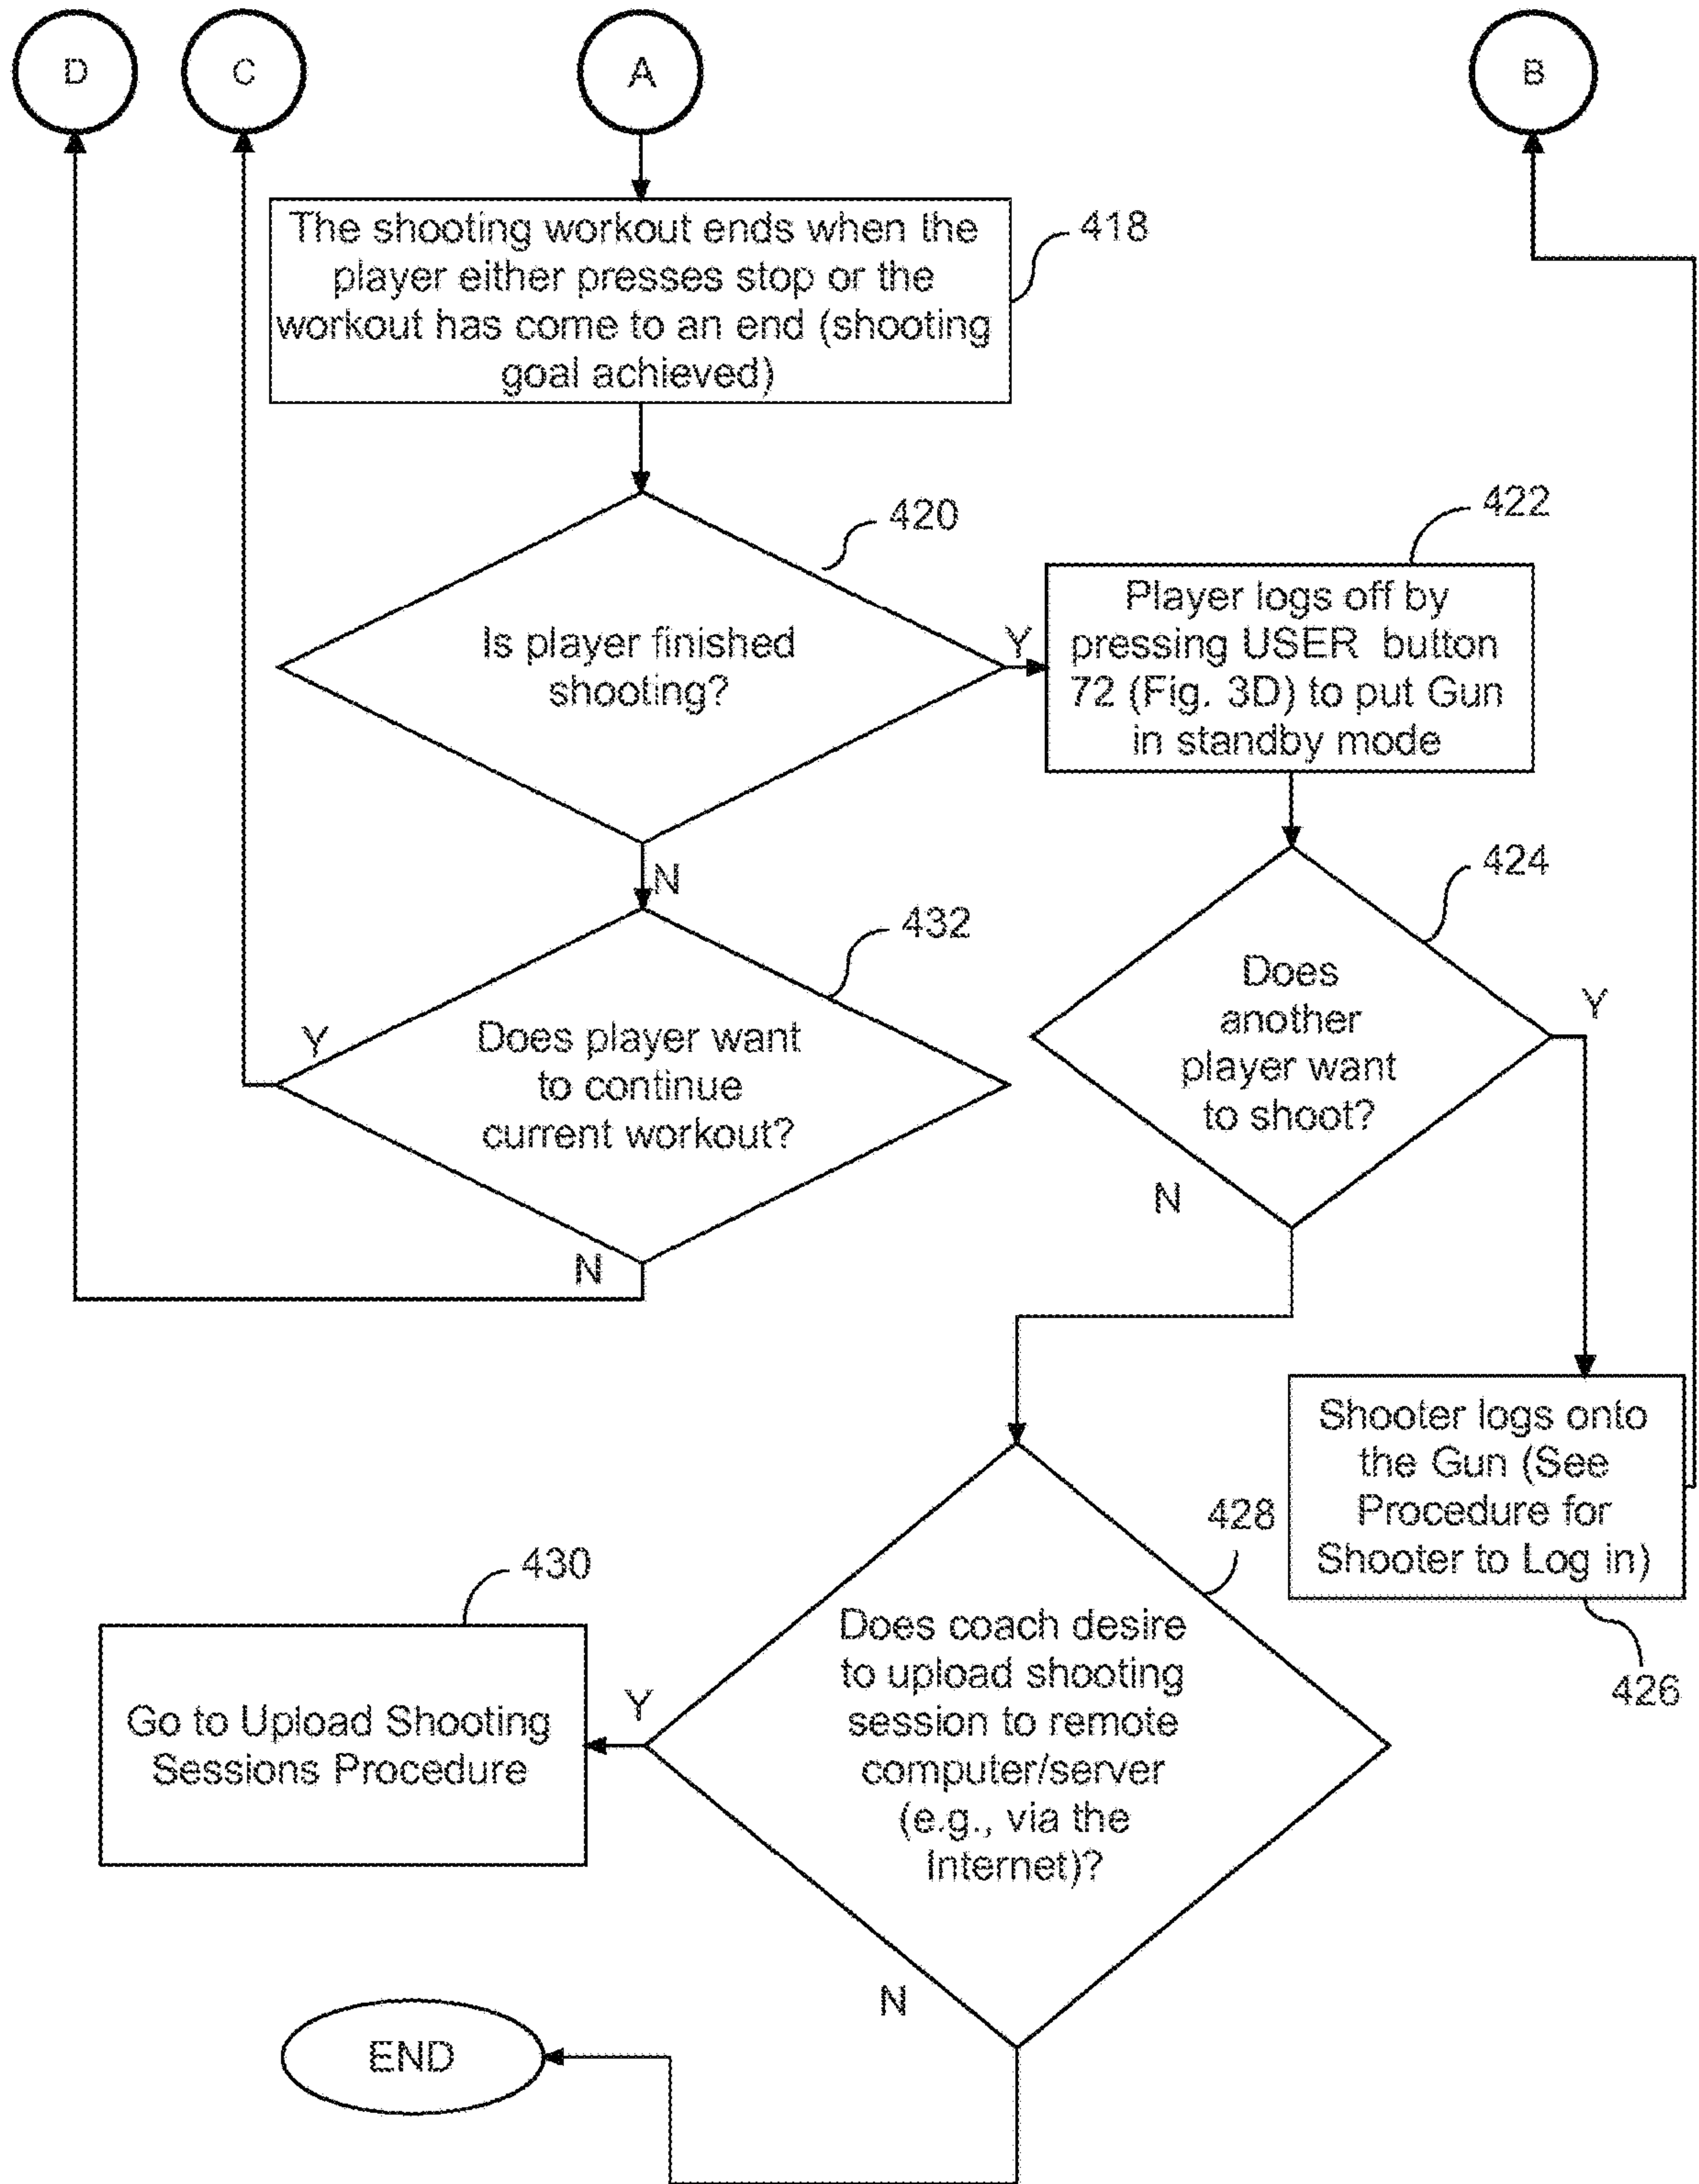 D
C
A
B
The shooting workout ends when the
player either presses stop or the
workout has come to an end (shooting
goal achieved)
418
420
Is player finished
shooting?
Y
N
422
Player logs off by
pressing USER button
72 (Fig. 3D) to put Gun
in standby mode
424
Does
another
player want
to shoot?
Y
N
432
Does player want
to continue
current workout?
Y
N
Shooter logs onto
the Gun (See
Procedure for
Shooter to Log in)
426
428
Does coach desire
to upload shooting
session to remote
computer/server
(e.g., via the
Internet)?
Y
N
430
Go to Upload Shooting
Sessions Procedure
END